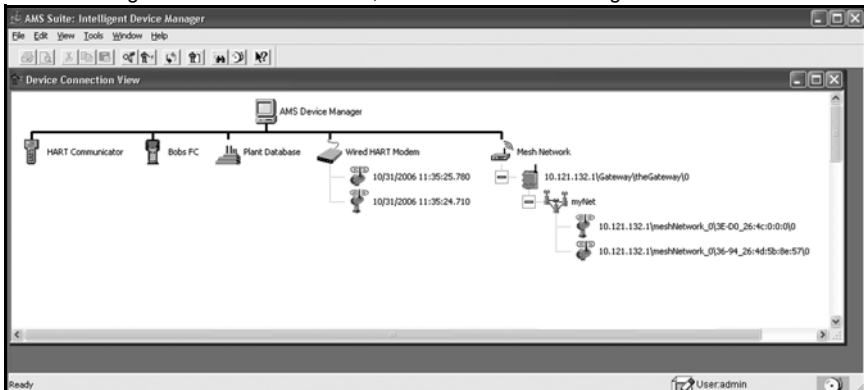 AMS Suite: Intelligent Device Manager
File Edit View Tools Window Help
Device Connection View
AMS Device Manager
HART Communicator
Bobs FC
Plant Database
Wired HART Modem
Mesh Network
10/31/2006 11:35:25.780
10.121.132.1\Gateway\theGateway\0
10/31/2006 11:35:24.710
myNet
10.121.132.1\meshNetwork_0\3E-D0_26:4c:0:0:0\0
10.121.132.1\meshNetwork_0\36-94_26:4d:5b:8e:57\0
Ready
User:admin